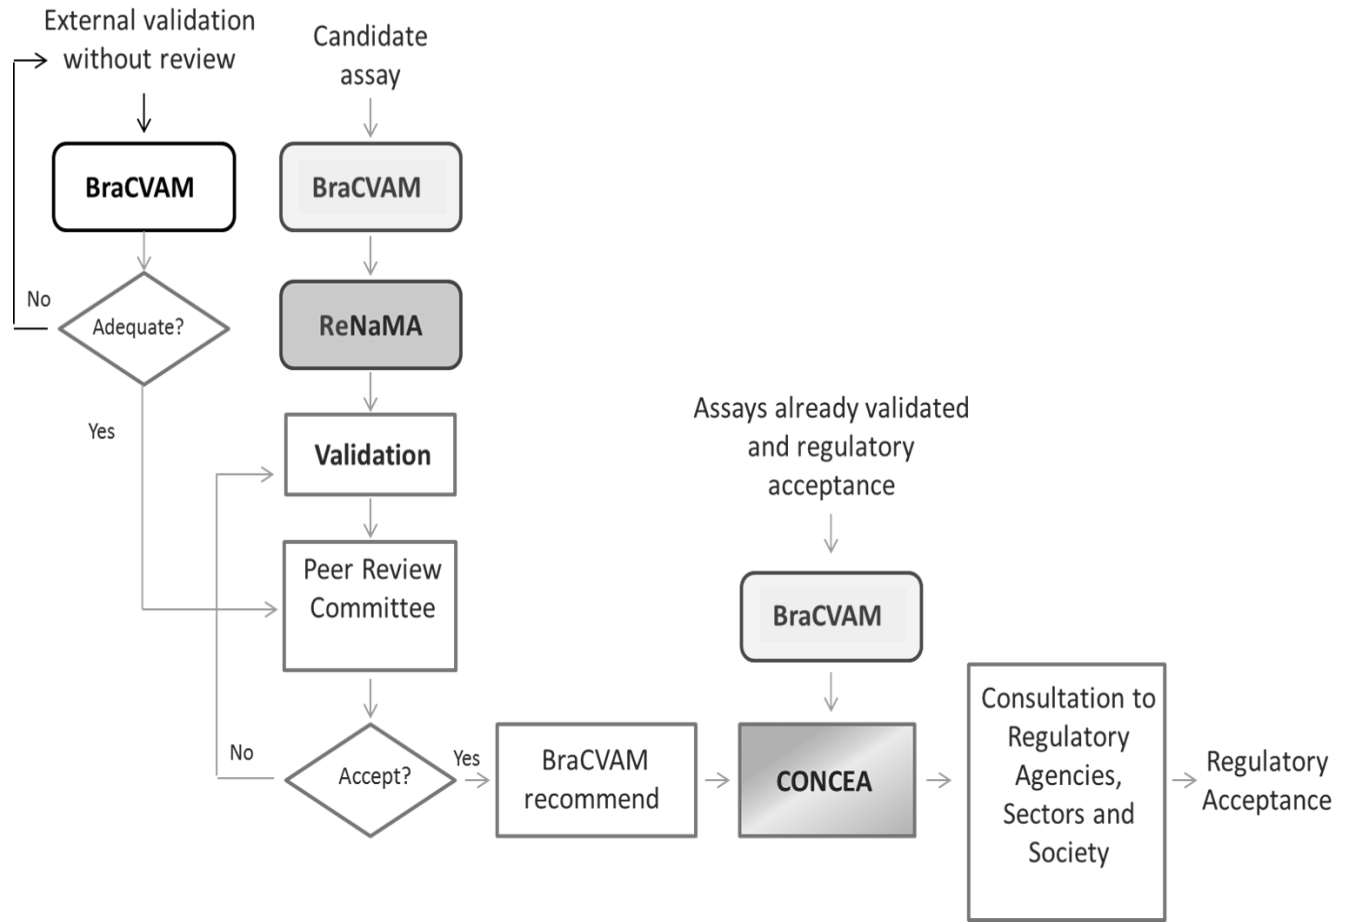 External validation
without review
BraCVAM
Adequate?
No
Yes
Candidate
assay
BraCVAM
ReNaMA
Validation
Peer Review
Committee
Accept?
No
Yes
BraCVAM
recommend
Assays already validated
and regulatory
acceptance
BraCVAM
CONCEA
Consultation to
Regulatory
Agencies,
Sectors and
Society
Regulatory
Acceptance